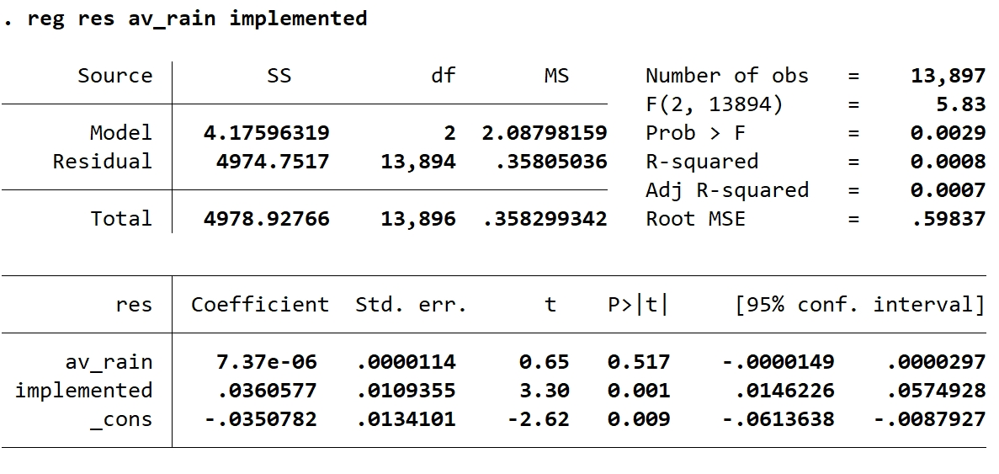 . reg res av_rain implemented
Source SS df MS Number of obs = 13,897
F(2, 13894) = 5.83
Model 4.17596319 2 2.08798159 Prob > F = 0.0029
Residual 4974.7517 13,894 .35805036 R-squared = 0.0008
Adj R-squared = 0.0007
Total 4978.92766 13,896 .358299342 Root MSE = .59837
res Coefficient Std. err. t P>|t| [95% conf. interval]
av_rain 7.37e-06 .0000114 0.65 0.517 -.0000149 .0000297
implemented .0360577 .0109355 3.30 0.001 .0146226 .0574928
_cons -.0350782 .0134101 -2.62 0.009 -.0613638 -.0087927